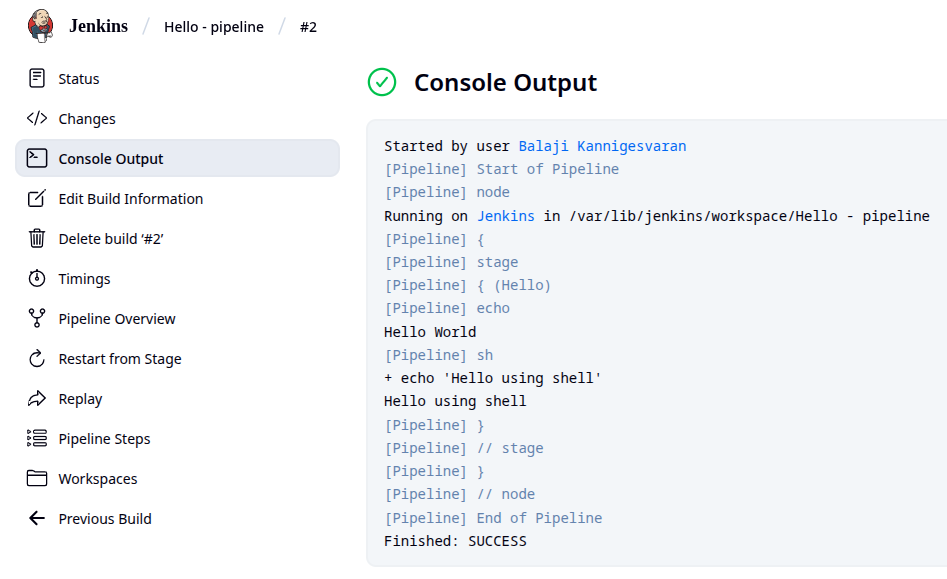 Jenkins / Hello - pipeline / #2
Status
Changes
Console Output
Edit Build Information
Delete build ‘#2’
Timings
Pipeline Overview
Restart from Stage
Replay
Pipeline Steps
Workspaces
Previous Build
Console Output
Started by user Balaji Kannigesvaran
[Pipeline] Start of Pipeline
[Pipeline] node
Running on Jenkins in /var/lib/jenkins/workspace/Hello - pipeline
[Pipeline] {
[Pipeline] stage
[Pipeline] { (Hello)
[Pipeline] echo
Hello World
[Pipeline] sh
+ echo 'Hello using shell'
Hello using shell
[Pipeline] }
[Pipeline] // stage
[Pipeline] }
[Pipeline] // node
[Pipeline] End of Pipeline
Finished: SUCCESS